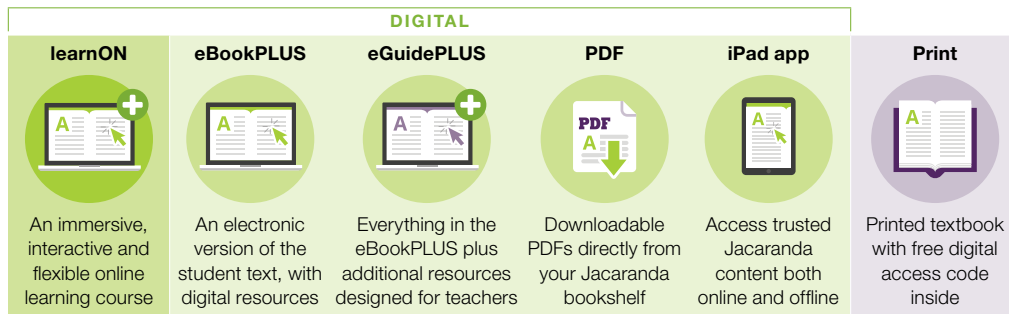 DIGITAL
learnON
An immersive,
interactive and
flexible online
learning course
eBookPLUS
An electronic
version of the
student text, with
digital resources
eGuidePLUS
Everything in the
eBookPLUS plus
additional resources
designed for teachers
PDF
PDF
A
Downloadable
PDFs directly from
your Jacaranda
bookshelf
iPad app
A
Access trusted
Jacaranda
content both
online and offline
Print
A
Printed textbook
with free digital
access code
inside